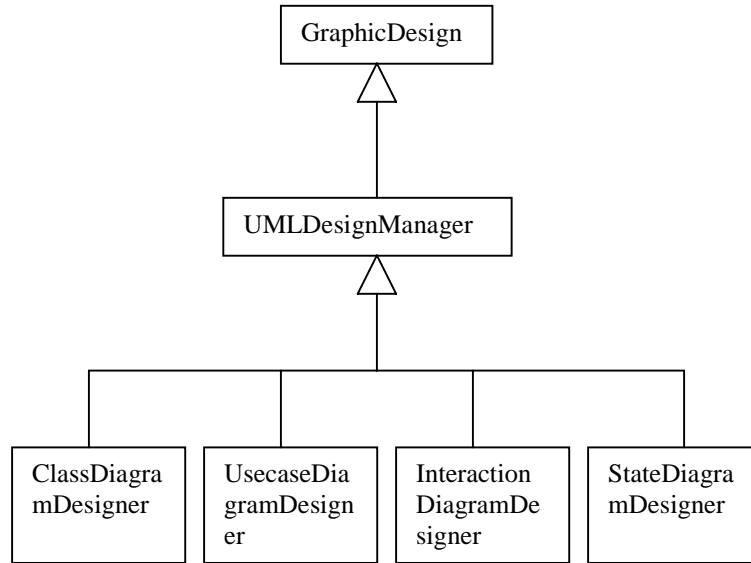 GraphicDesign
UMLDesignManager
ClassDiagra
mDesigner
UsecaseDia
gramDesign
er
Interaction
DiagramDe
signer
StateDiagra
mDesigner